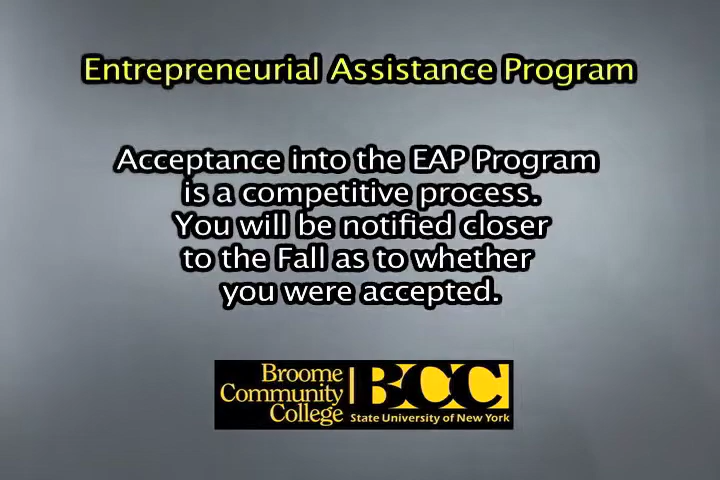 Entrepreneurial Assistance Program
Acceptance into the EAP Program
is a competitive process.
You will be notified closer
to the Fall as to whether
you were accepted.
Broome
Community
College
BCC
State University of New York